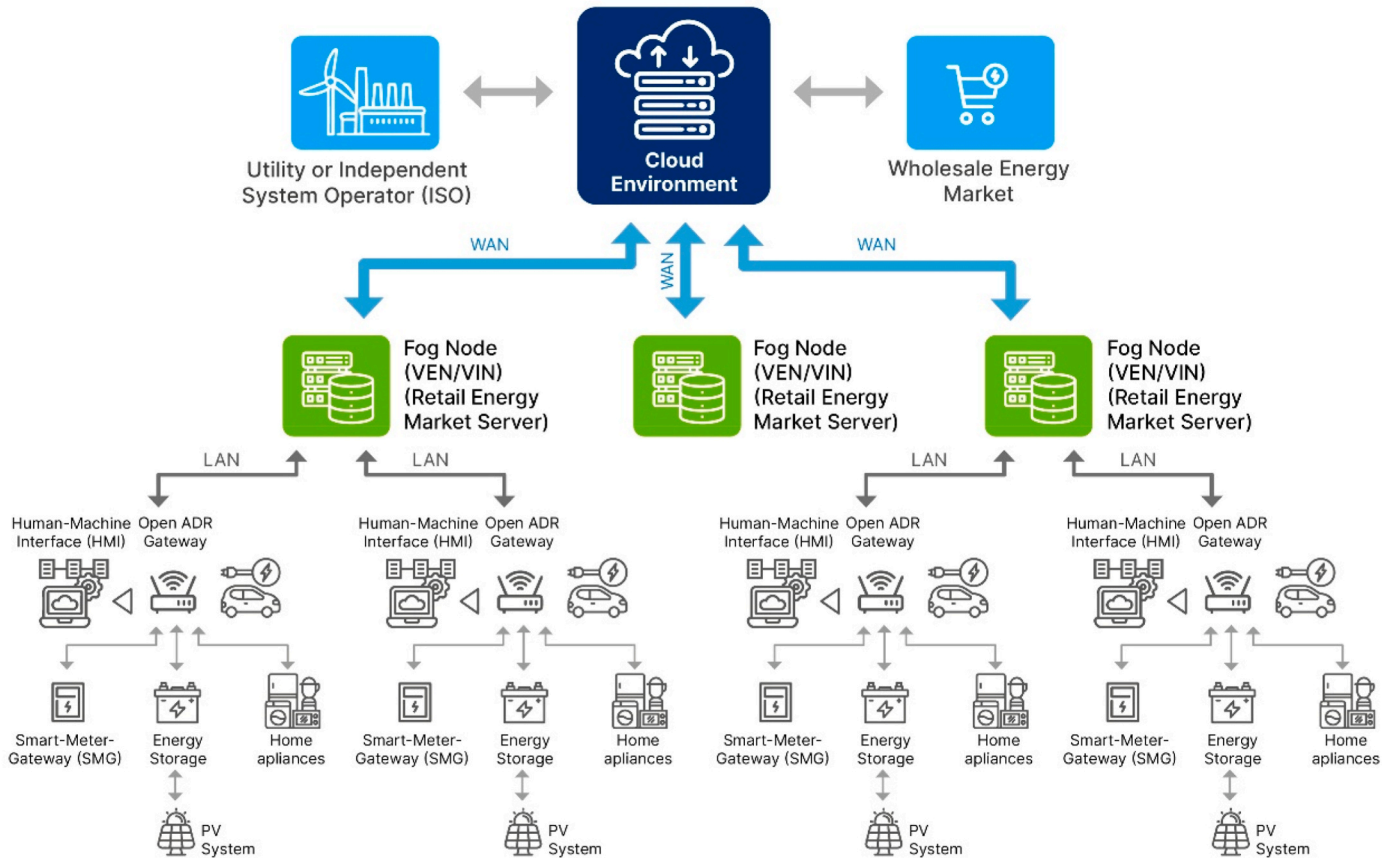 Cloud
Environment
Utility or Independent
System Operator (ISO)
Wholesale Energy
Market
WAN
WAN
WAN
Fog Node
(VEN/VIN)
(Retail Energy
Market Server)
Fog Node
(VEN/VIN)
(Retail Energy
Market Server)
Fog Node
(VEN/VIN)
(Retail Energy
Market Server)
LAN
LAN
LAN
LAN
Human-Machine
Interface (HMI)
Open ADR
Gateway
Human-Machine
Interface (HMI)
Open ADR
Gateway
Human-Machine
Interface (HMI)
Open ADR
Gateway
Human-Machine
Interface (HMI)
Open ADR
Gateway
Smart-Meter-
Gateway (SMG)
Energy
Storage
Home
appliances
Smart-Meter-
Gateway (SMG)
Energy
Storage
Home
appliances
Smart-Meter-
Gateway (SMG)
Energy
Storage
Home
appliances
Smart-Meter-
Gateway (SMG)
Energy
Storage
Home
appliances
PV
System
PV
System
PV
System
PV
System